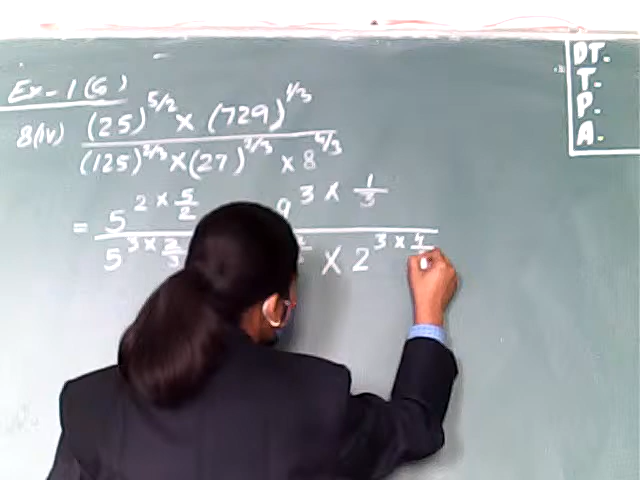 Ex-1(G)
DT.
T.
P.
A.
8(iv) (25)^5/2 × (729)^1/3
(125)^2/3 × (27)^2/3 × 8^4/3
= 5^2 × 5/2 9^3 × 1/3
5^3 × 2/3 × 2^3 × 4/